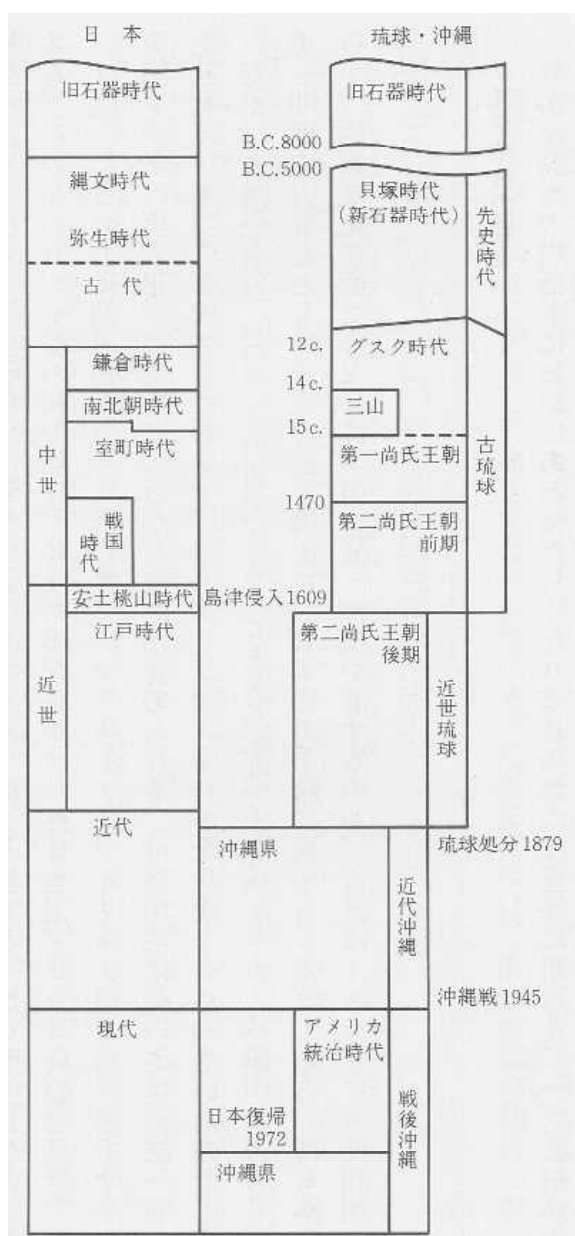 日 本
旧石器時代
縄文時代
弥生時代
古 代
中世
鎌倉時代
南北朝時代
室町時代
戦国
時代
安土桃山時代
近世
江戸時代
近代
現代
琉球・沖縄
旧石器時代
B.C.8000
B.C.5000
貝塚時代
(新石器時代)
先史時代
12c.
グスク時代
14c.
三山
15c.
第一尚氏王朝
古琉球
1470
第二尚氏王朝
前期
島津侵入1609
第二尚氏王朝
後期
近世琉球
琉球処分1879
沖縄県
近代沖縄
沖縄戦1945
アメリカ
統治時代
日本復帰
1972
戦後沖縄
沖縄県